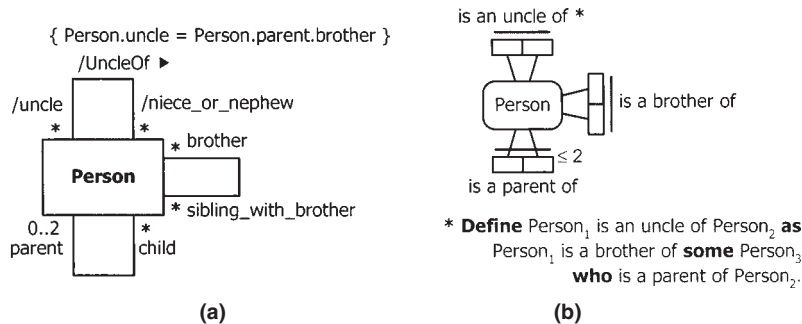 { Person.uncle = Person.parent.brother }
/UncleOf ►
/uncle
/niece_or_nephew
*
*
* brother
Person
* sibling_with_brother
0..2
parent
*
child
(a)
is an uncle of *
Person
is a brother of
≤ 2
is a parent of
* Define Person₁ is an uncle of Person₂ as
Person₁ is a brother of some Person₃
who is a parent of Person₂.
(b)